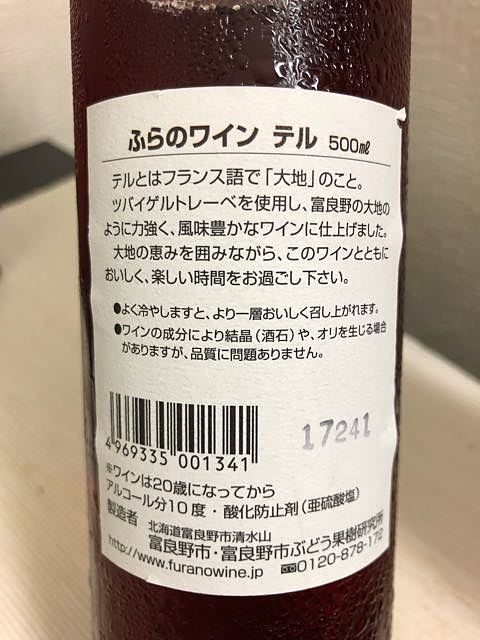 ふらのワイン テル 500㎖
テルとはフランス語で「大地」のこと。
ツバイゲルトレーベを使用し、富良野の大地の
ように力強く、風味豊かなワインに仕上げました。
大地の恵みを囲みながら、このワインとともに
おいしく、楽しい時間をお過ごし下さい。
●よく冷やしますと、より一層おいしく召し上がれます。
●ワインの成分により結晶（酒石）や、オリを生じる場合
がありますが、品質に問題ありません。
4 969335 001341
17241
※ワインは20歳になってから
アルコール分10度・酸化防止剤（亜硫酸塩）
製造者 北海道富良野市清水山
富良野市・富良野市ぶどう果樹研究所
http://www.furanowine.jp 0120-878-172